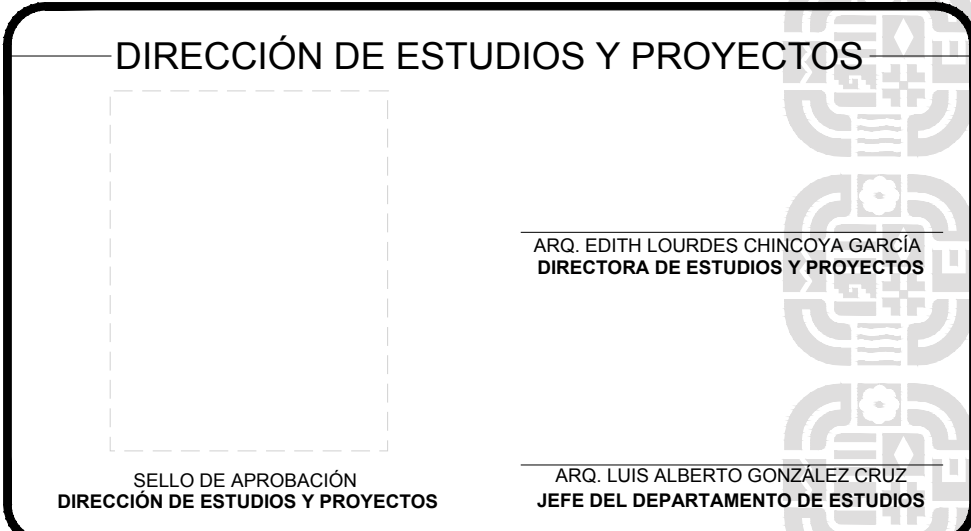 DIRECCIÓN DE ESTUDIOS Y PROYECTOS
ARQ. EDITH LOURDES CHINCOYA GARCÍA
DIRECTORA DE ESTUDIOS Y PROYECTOS
SELLO DE APROBACIÓN
DIRECCIÓN DE ESTUDIOS Y PROYECTOS
ARQ. LUIS ALBERTO GONZÁLEZ CRUZ
JEFE DEL DEPARTAMENTO DE ESTUDIOS